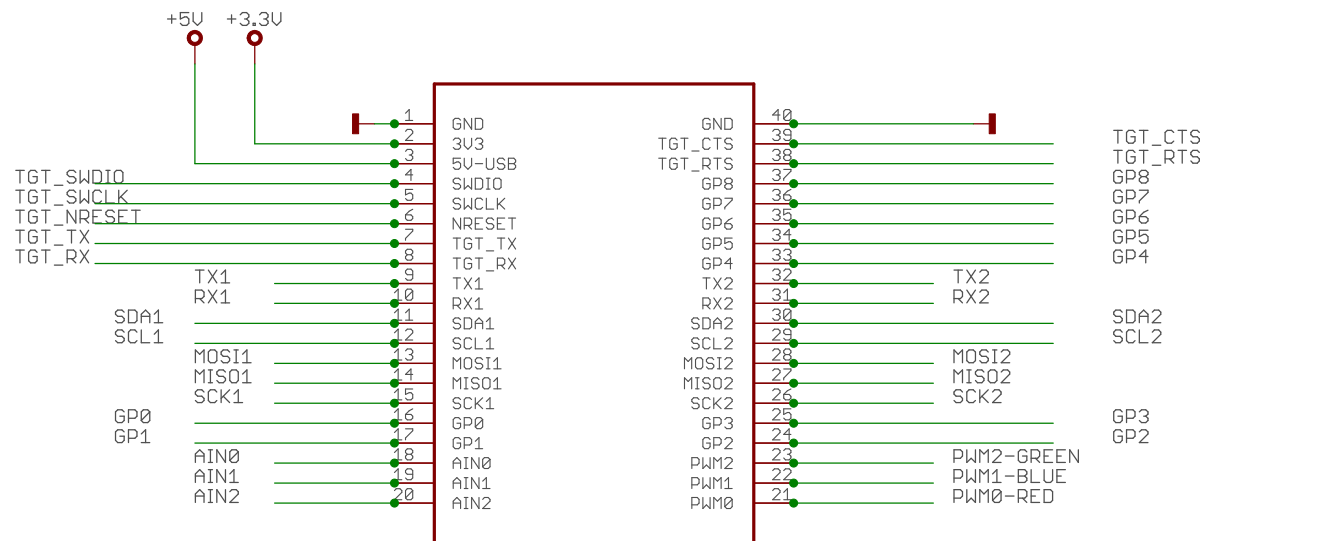 +5V +3.3V
1 GND GND 40
2 3V3 TGT_CTS 39 TGT_CTS
3 5V-USB TGT_RTS 38 TGT_RTS
TGT_SWDIO 4 SWDIO GP8 37 GP8
TGT_SWCLK 5 SWCLK GP7 36 GP7
TGT_NRESET 6 NRESET GP6 35 GP6
TGT_TX 7 TGT_TX GP5 34 GP5
TGT_RX 8 TGT_RX GP4 33 GP4
TX1 9 TX1 TX2 32 TX2
RX1 10 RX1 RX2 31 RX2
SDA1 11 SDA1 SDA2 30 SDA2
SCL1 12 SCL1 SCL2 29 SCL2
MOSI1 13 MOSI1 MOSI2 28 MOSI2
MISO1 14 MISO1 MISO2 27 MISO2
SCK1 15 SCK1 SCK2 26 SCK2
GP0 16 GP0 GP3 25 GP3
GP1 17 GP1 GP2 24 GP2
AIN0 18 AIN0 PWM2 23 PWM2-GREEN
AIN1 19 AIN1 PWM1 22 PWM1-BLUE
AIN2 20 AIN2 PWM0 21 PWM0-RED